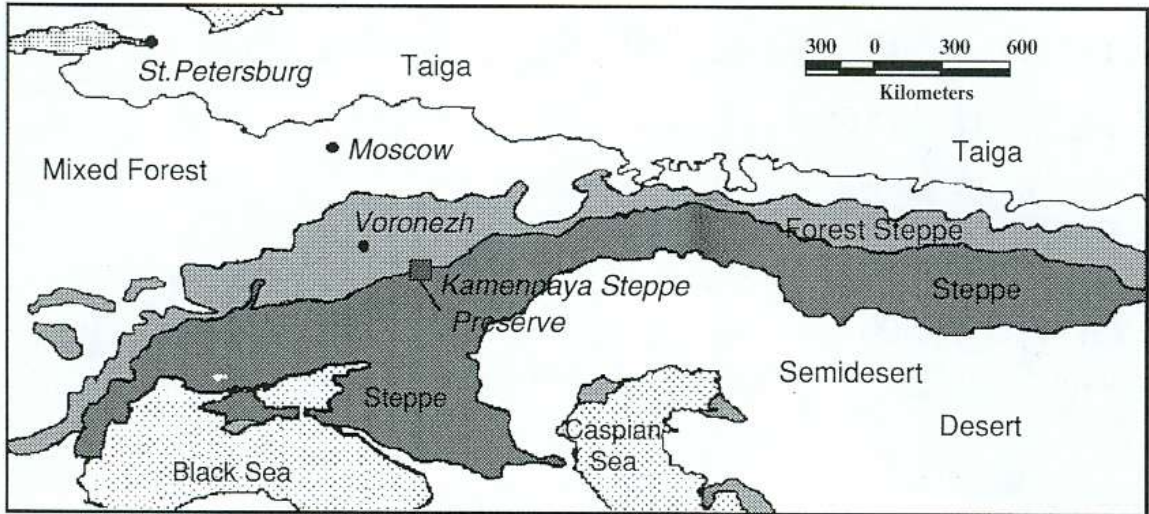 300 0 300 600
Kilometers
St.Petersburg
Taiga
Moscow
Mixed Forest
Taiga
Voronezh
Forest Steppe
Kamenpaya Steppe
Preserve
Steppe
Semidesert
Steppe
Desert
Caspian
Sea
Black Sea